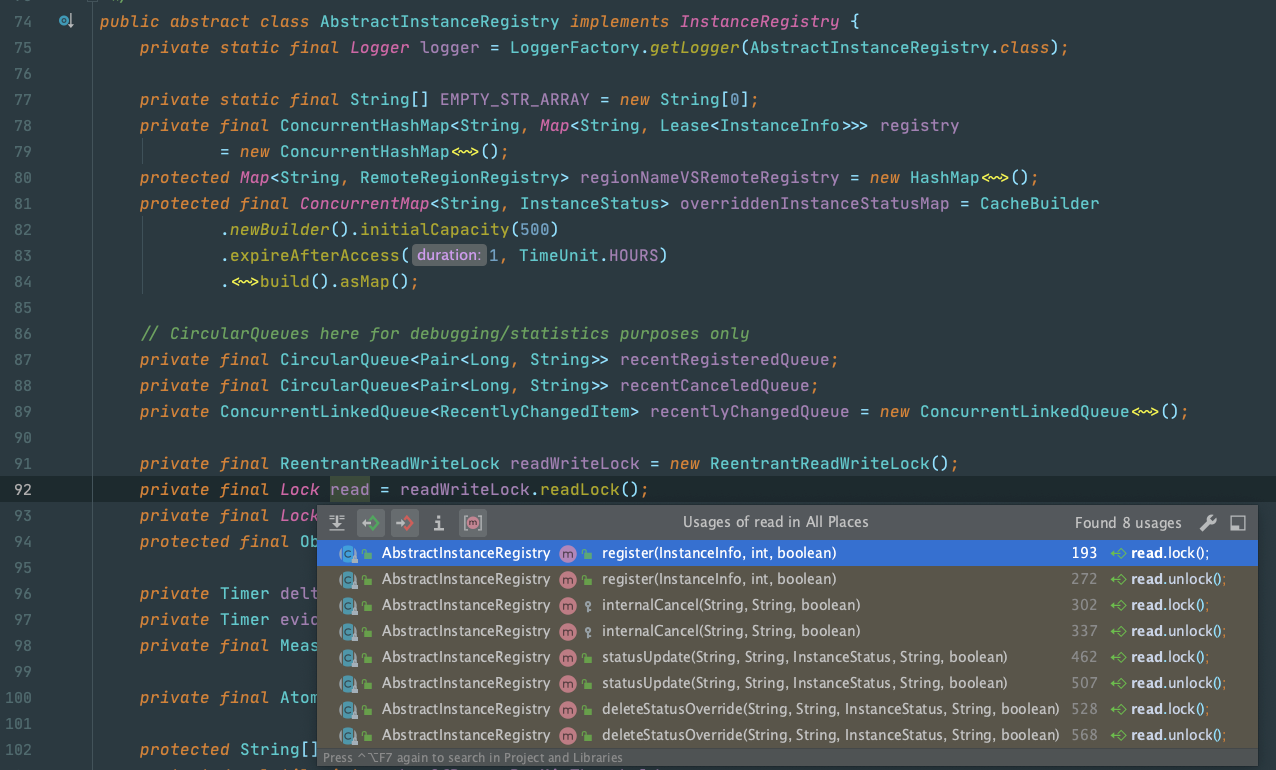 74 public abstract class AbstractInstanceRegistry implements InstanceRegistry {
75 private static final Logger logger = LoggerFactory.getLogger(AbstractInstanceRegistry.class);
76
77 private static final String[] EMPTY_STR_ARRAY = new String[0];
78 private final ConcurrentHashMap<String, Map<String, Lease<InstanceInfo>>> registry
79 = new ConcurrentHashMap<~>();
80 protected Map<String, RemoteRegionRegistry> regionNameVSRemoteRegistry = new HashMap<~>();
81 protected final ConcurrentMap<String, InstanceStatus> overriddenInstanceStatusMap = CacheBuilder
82 .newBuilder().initialCapacity(500)
83 .expireAfterAccess( duration: 1, TimeUnit.HOURS)
84 .<~>build().asMap();
85
86 // CircularQueues here for debugging/statistics purposes only
87 private final CircularQueue<Pair<Long, String>> recentRegisteredQueue;
88 private final CircularQueue<Pair<Long, String>> recentCanceledQueue;
89 private ConcurrentLinkedQueue<RecentlyChangedItem> recentlyChangedQueue = new ConcurrentLinkedQueue<~>();
90
91 private final ReentrantReadWriteLock readWriteLock = new ReentrantReadWriteLock();
92 private final Lock read = readWriteLock.readLock();
93 private final Lock
94 protected final Ob
95
96 private Timer delt
97 private Timer evic
98 private final Meas
99
100 private final Atom
101
102 protected String[]
Usages of read in All Places Found 8 usages
AbstractInstanceRegistry register(InstanceInfo, int, boolean) 193 read.lock();
AbstractInstanceRegistry register(InstanceInfo, int, boolean) 272 read.unlock();
AbstractInstanceRegistry internalCancel(String, String, boolean) 302 read.lock();
AbstractInstanceRegistry internalCancel(String, String, boolean) 337 read.unlock();
AbstractInstanceRegistry statusUpdate(String, String, InstanceStatus, String, boolean) 462 read.lock();
AbstractInstanceRegistry statusUpdate(String, String, InstanceStatus, String, boolean) 507 read.unlock();
AbstractInstanceRegistry deleteStatusOverride(String, String, InstanceStatus, String, boolean) 528 read.lock();
AbstractInstanceRegistry deleteStatusOverride(String, String, InstanceStatus, String, boolean) 568 read.unlock();
Press ⌃⌥F7 again to search in Project and Libraries